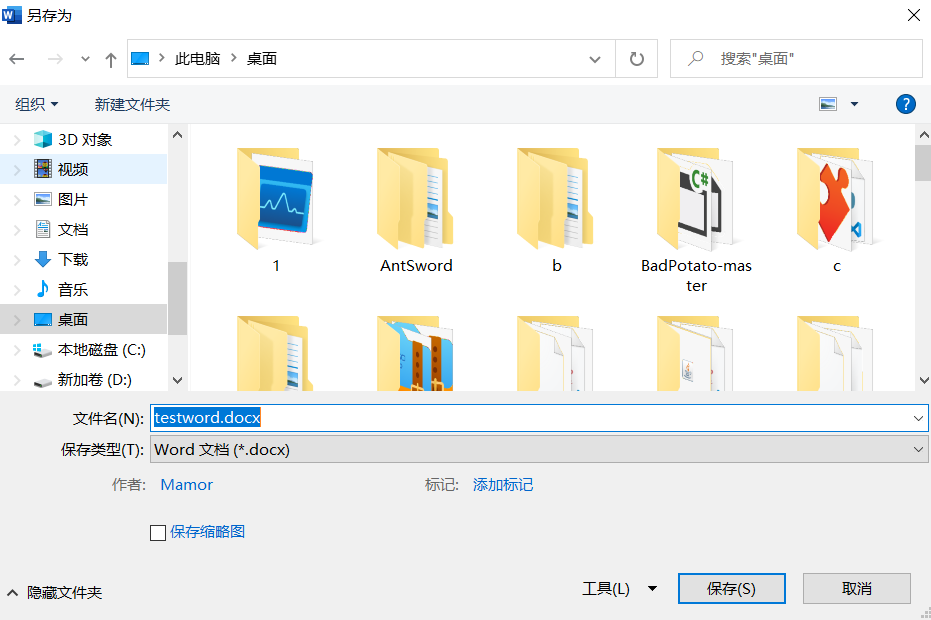 另存为
此电脑 > 桌面
搜索"桌面"
组织
新建文件夹
3D 对象
视频
图片
文档
下载
音乐
桌面
本地磁盘 (C:)
新加卷 (D:)
1
AntSword
b
BadPotato-mas
ter
c
文件名(N): testword.docx
保存类型(T): Word 文档 (*.docx)
作者: Mamor
标记: 添加标记
保存缩略图
隐藏文件夹
工具(L)
保存(S)
取消